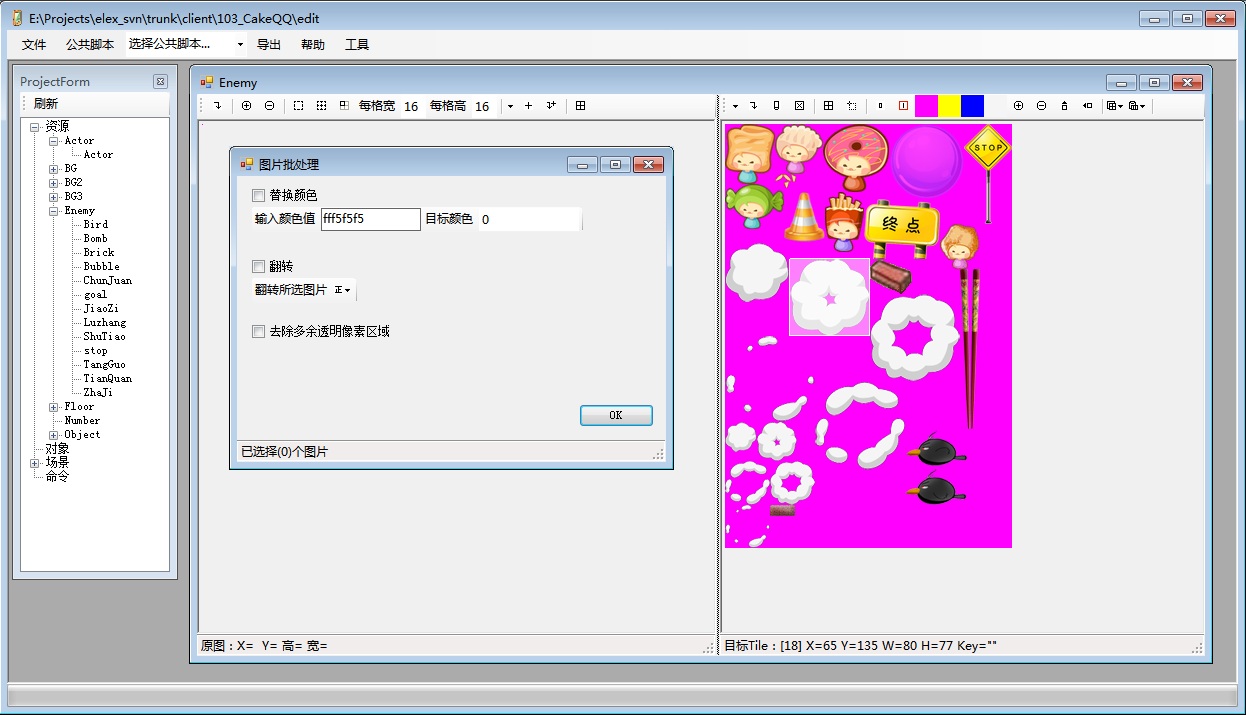 E:\Projects\elex_svn\trunk\client\103_CakeQQ\edit
文件 公共脚本 选择公共脚本... 导出 帮助 工具
ProjectForm
刷新
资源
Actor
Actor
BG
BG2
BG3
Enemy
Bird
Bomb
Brick
Bubble
ChunJuan
goal
JiaoZi
Luzhang
ShuTiao
stop
TangGuo
TianQuan
ZhaJi
Floor
Number
Object
对象
场景
命令
Enemy
每格宽 16 每格高 16
图片批处理
替换颜色
输入颜色值 fff5f5f5 目标颜色 0
翻转
翻转所选图片 正
去除多余透明像素区域
OK
已选择(0)个图片
STOP
终点
原图：X= Y= 高= 宽=
目标Tile：[18] X=65 Y=135 W=80 H=77 Key=""